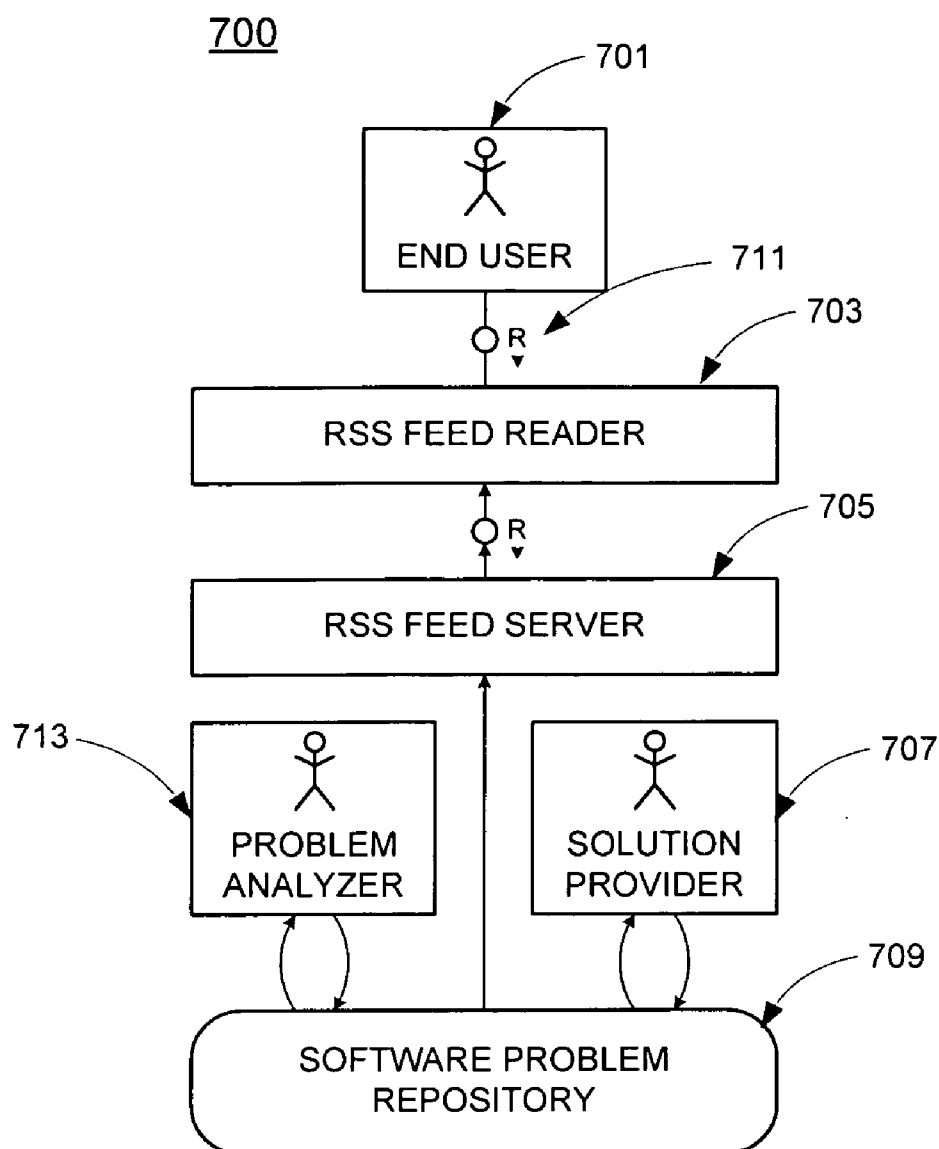 700
701
END USER
711
R
703
RSS FEED READER
705
R
RSS FEED SERVER
713
707
PROBLEM
ANALYZER
SOLUTION
PROVIDER
709
SOFTWARE PROBLEM
REPOSITORY